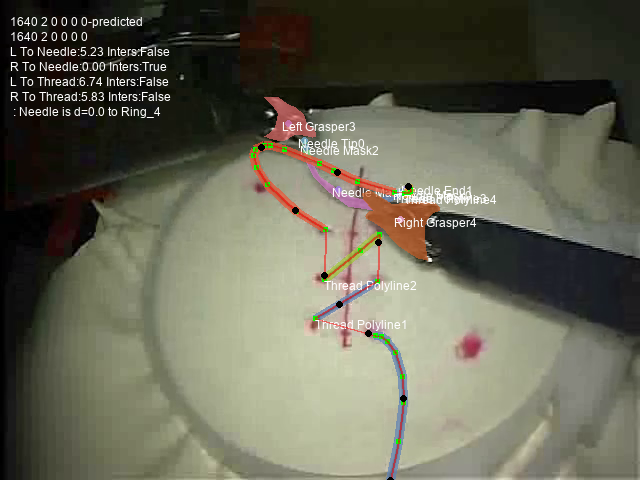 1640 2 0 0 0 0-predicted
1640 2 0 0 0 0
L To Needle:5.23 Inters:False
R To Needle:0.00 Inters:True
L To Thread:6.74 Inters:False
R To Thread:5.83 Inters:False
: Needle is d=0.0 to Ring_4
Left Grasper3
Needle Tip0
Needle Mask2
Needle End1
Right Grasper4
Thread Polyline2
Thread Polyline1